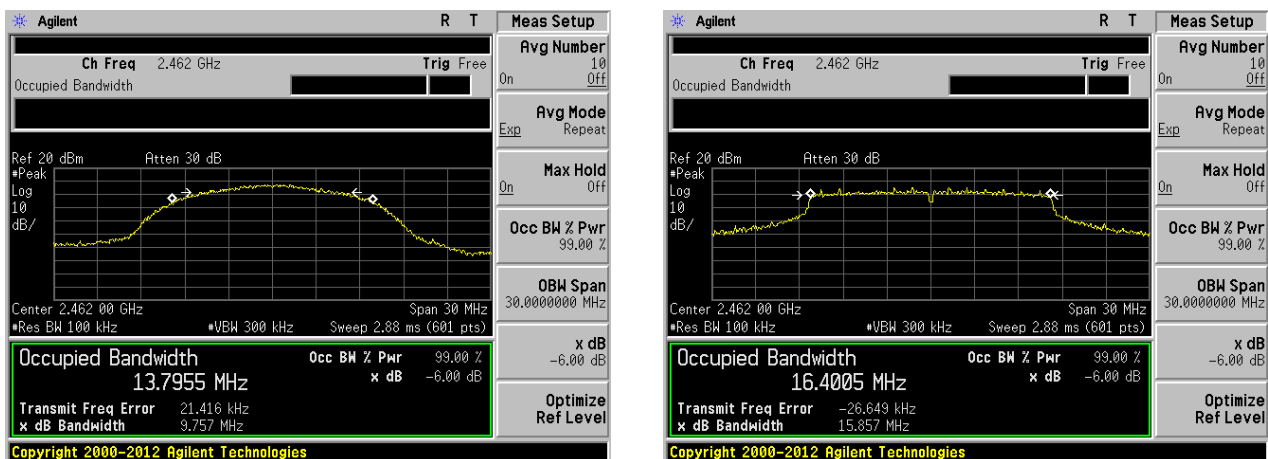 Agilent R T
Ch Freq 2.462 GHz Trig Free
Occupied Bandwidth
Ref 20 dBm Atten 30 dB
#Peak
Log
10
dB/
Center 2.462 00 GHz Span 30 MHz
#Res BW 100 kHz #VBW 300 kHz Sweep 2.88 ms (601 pts)
Occupied Bandwidth Occ BW % Pwr 99.00 %
13.7955 MHz x dB -6.00 dB
Transmit Freq Error 21.416 kHz
x dB Bandwidth 9.757 MHz
Copyright 2000-2012 Agilent Technologies
Meas Setup
Avg Number
10
On Off
Avg Mode
Exp Repeat
Max Hold
On Off
Occ BW % Pwr
99.00 %
OBW Span
30.0000000 MHz
x dB
-6.00 dB
Optimize
Ref Level
Agilent R T
Ch Freq 2.462 GHz Trig Free
Occupied Bandwidth
Ref 20 dBm Atten 30 dB
#Peak
Log
10
dB/
Center 2.462 00 GHz Span 30 MHz
#Res BW 100 kHz #VBW 300 kHz Sweep 2.88 ms (601 pts)
Occupied Bandwidth Occ BW % Pwr 99.00 %
16.4005 MHz x dB -6.00 dB
Transmit Freq Error -26.649 kHz
x dB Bandwidth 15.857 MHz
Copyright 2000-2012 Agilent Technologies
Meas Setup
Avg Number
10
On Off
Avg Mode
Exp Repeat
Max Hold
On Off
Occ BW % Pwr
99.00 %
OBW Span
30.0000000 MHz
x dB
-6.00 dB
Optimize
Ref Level